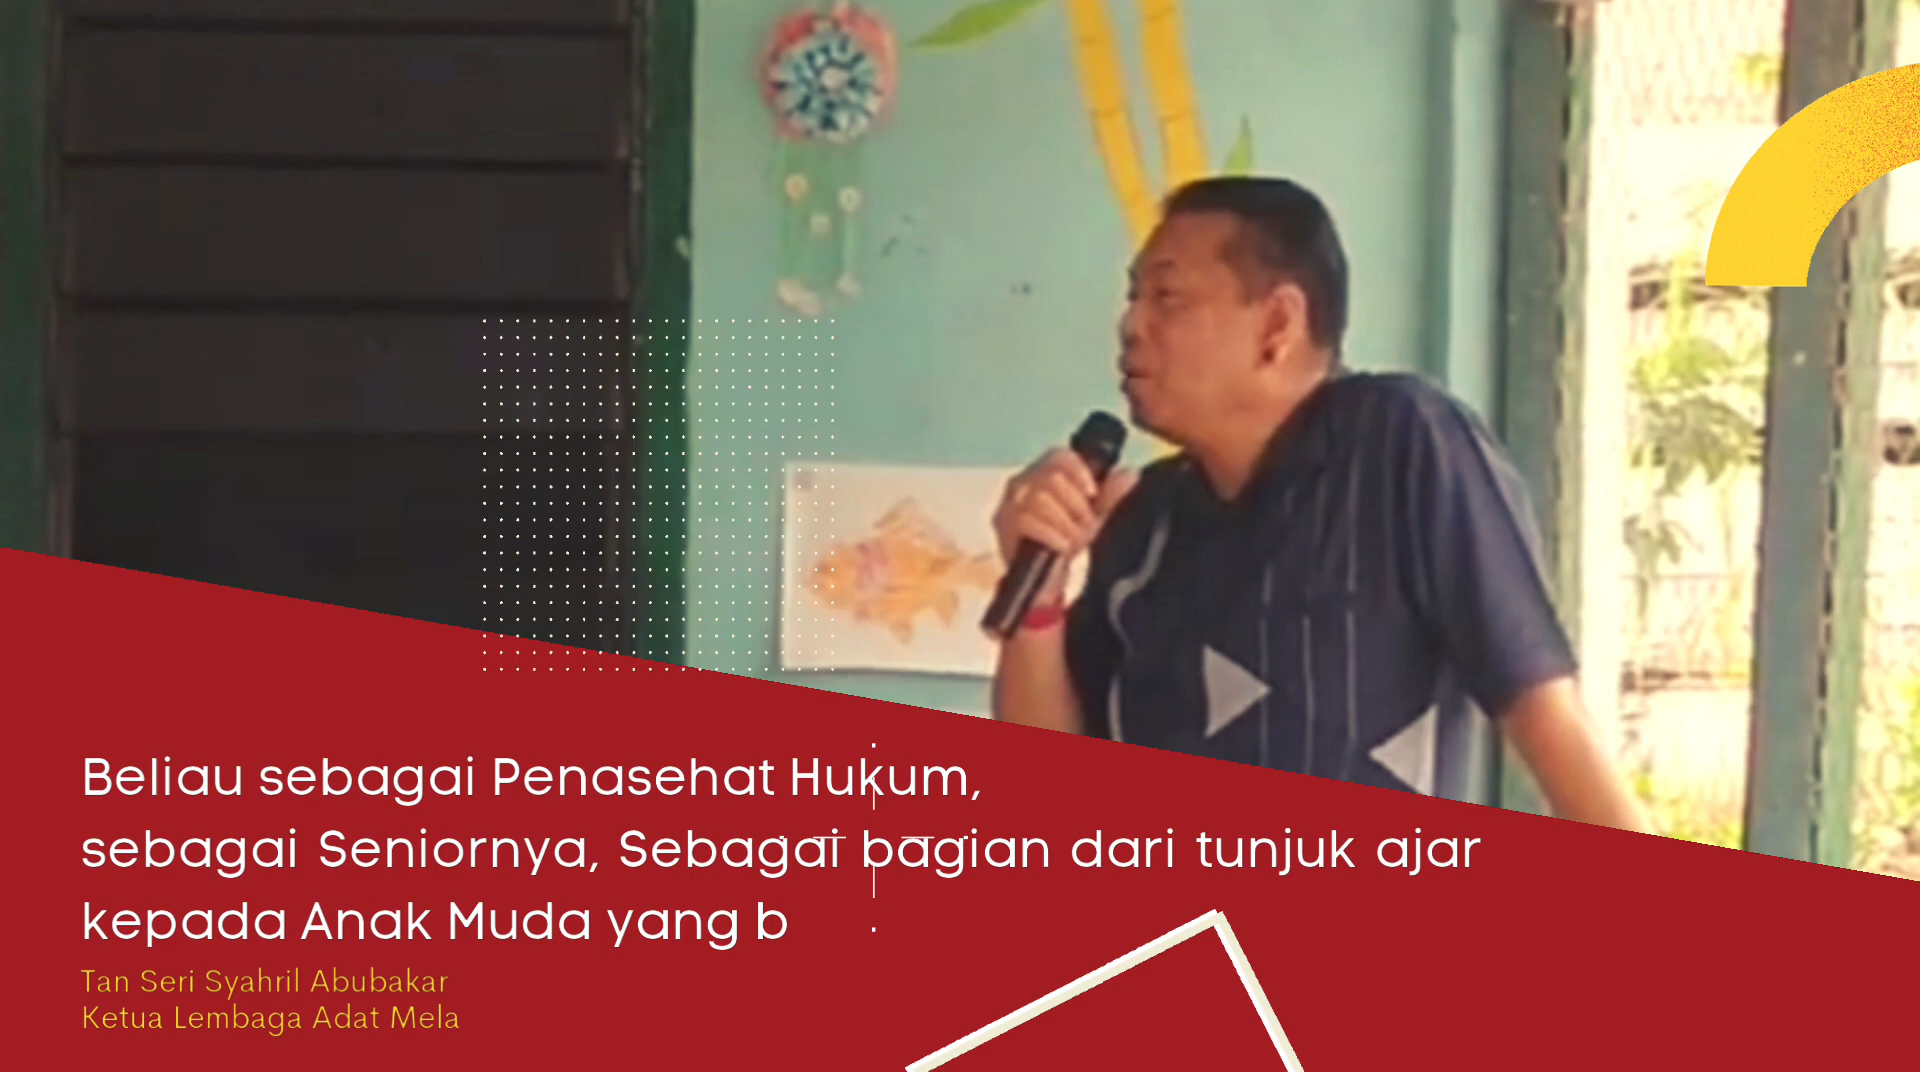 Beliau sebagai Penasehat Hukum,
sebagai Seniornya, Sebagai bagian dari tunjuk ajar
kepada Anak Muda yang b
Tan Seri Syahril Abubakar
Ketua Lembaga Adat Mela